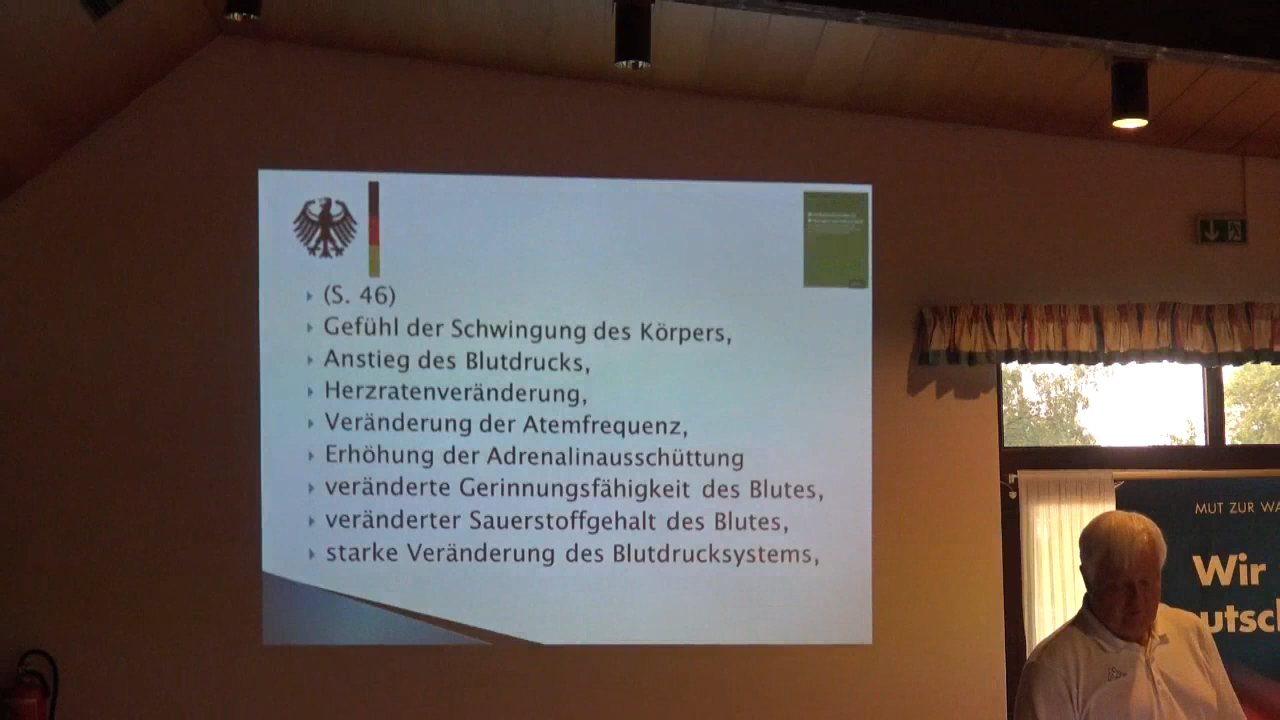 (S. 46)
Gefühl der Schwingung des Körpers,
Anstieg des Blutdrucks,
Herzratenveränderung,
Veränderung der Atemfrequenz,
Erhöhung der Adrenalinausschüttung
veränderte Gerinnungsfähigkeit des Blutes,
veränderter Sauerstoffgehalt des Blutes,
starke Veränderung des Blutdrucksystems,
MUT ZUR WA
Wir
utsch